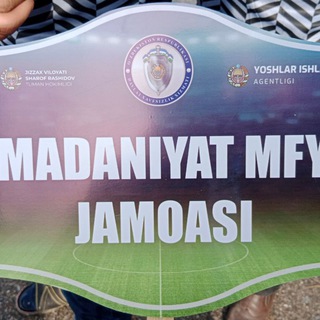 JIZZAX VILOYATI
SHAROF RASHIDOV
TUMAN HOKIMLIGI
YOSHLAR ISHL
AGENTLIGI
MADANIYAT MFY
JAMOASI